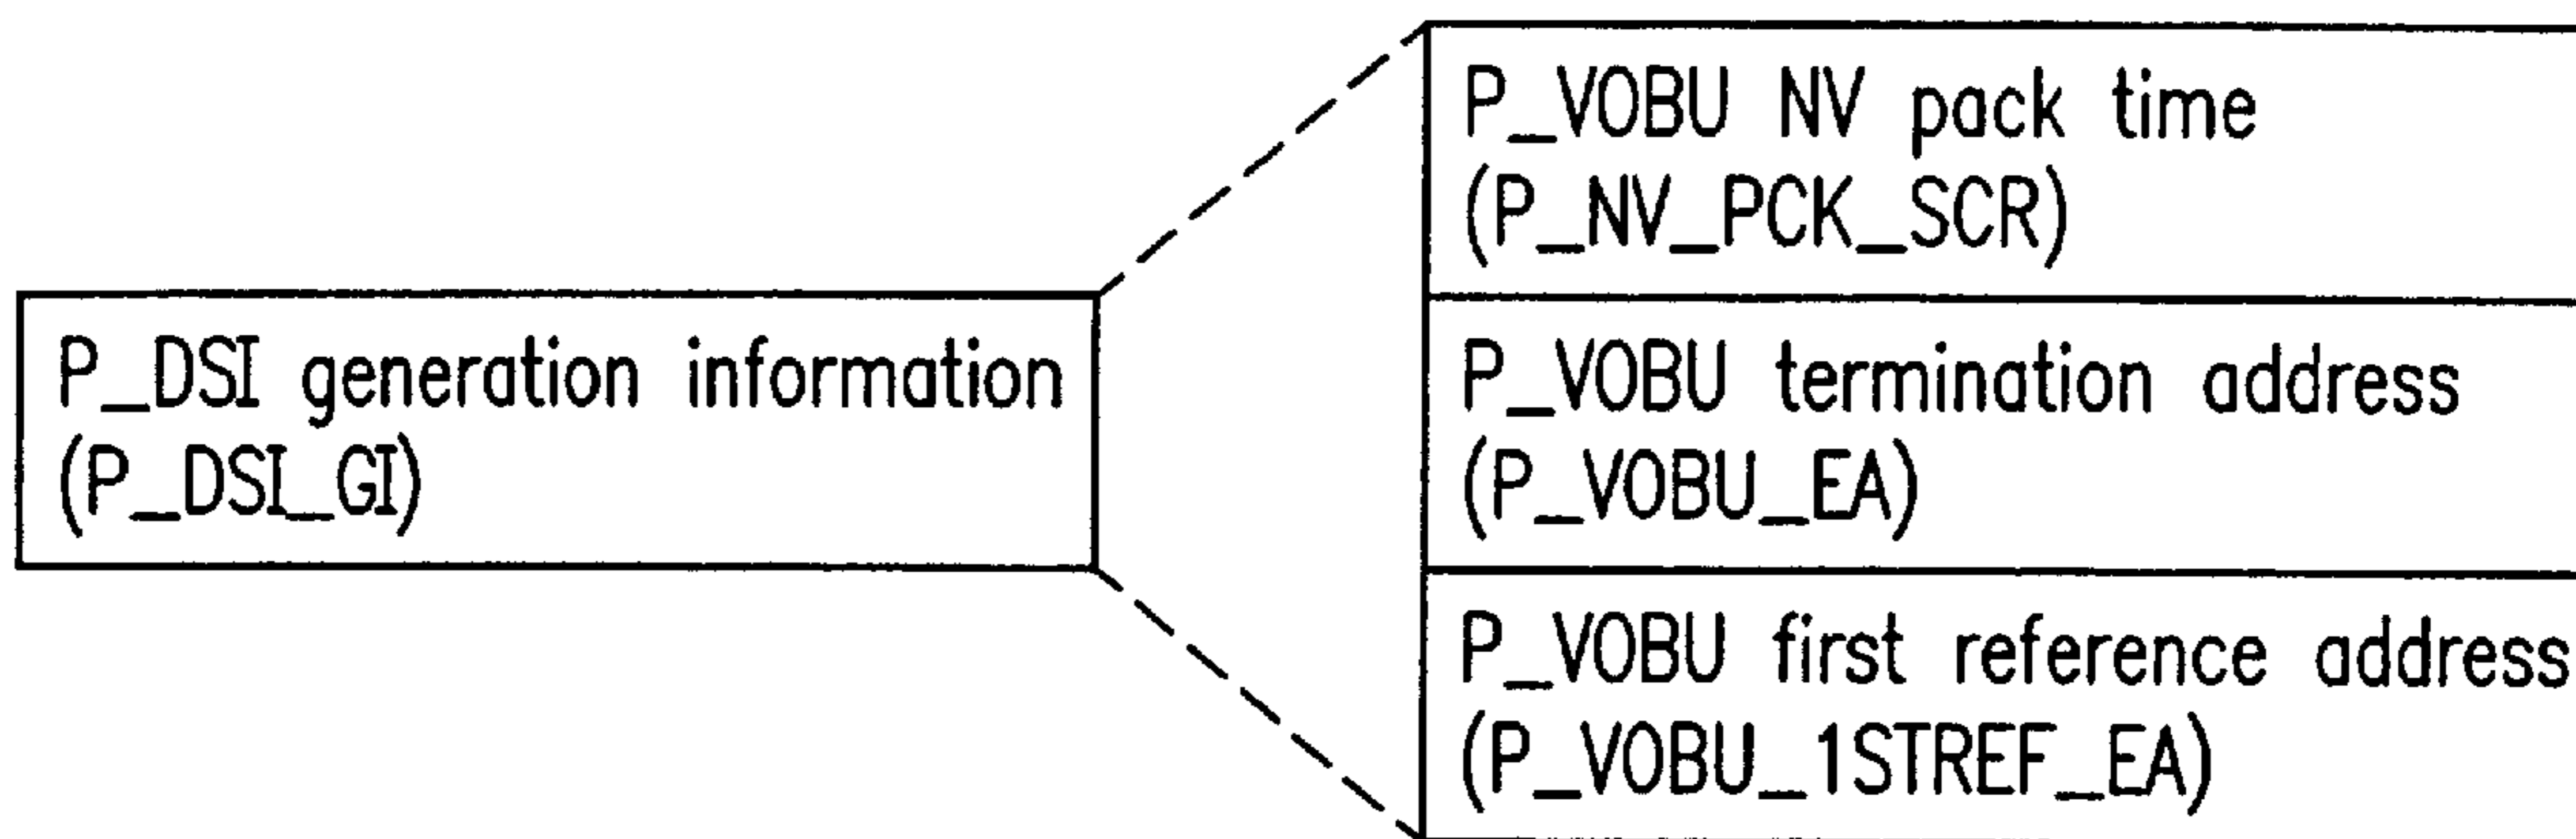 P_DSI generation information
(P_DSI_GI)
P_VOBU NV pack time
(P_NV_PCK_SCR)
P_VOBU termination address
(P_VOBU_EA)
P_VOBU first reference address
(P_VOBU_1STREF_EA)